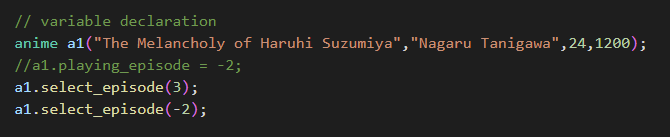 // variable declaration
anime a1("The Melancholy of Haruhi Suzumiya","Nagaru Tanigawa",24,1200);
//a1.playing_episode = -2;
a1.select_episode(3);
a1.select_episode(-2);